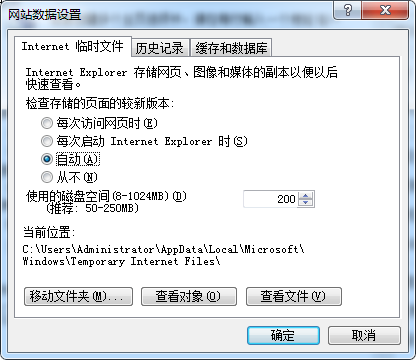 网站数据设置
Internet 临时文件
历史记录
缓存和数据库
Internet Explorer 存储网页、图像和媒体的副本以便以后
快速查看。
检查存储的页面的较新版本:
每次访问网页时(E)
每次启动 Internet Explorer 时(S)
自动(A)
从不(N)
使用的磁盘空间(8-1024MB)(D)
(推荐: 50-250MB)
200
当前位置:
C:\Users\Administrator\AppData\Local\Microsoft\
Windows\Temporary Internet Files\
移动文件夹(M)...
查看对象(O)
查看文件(V)
确定
取消